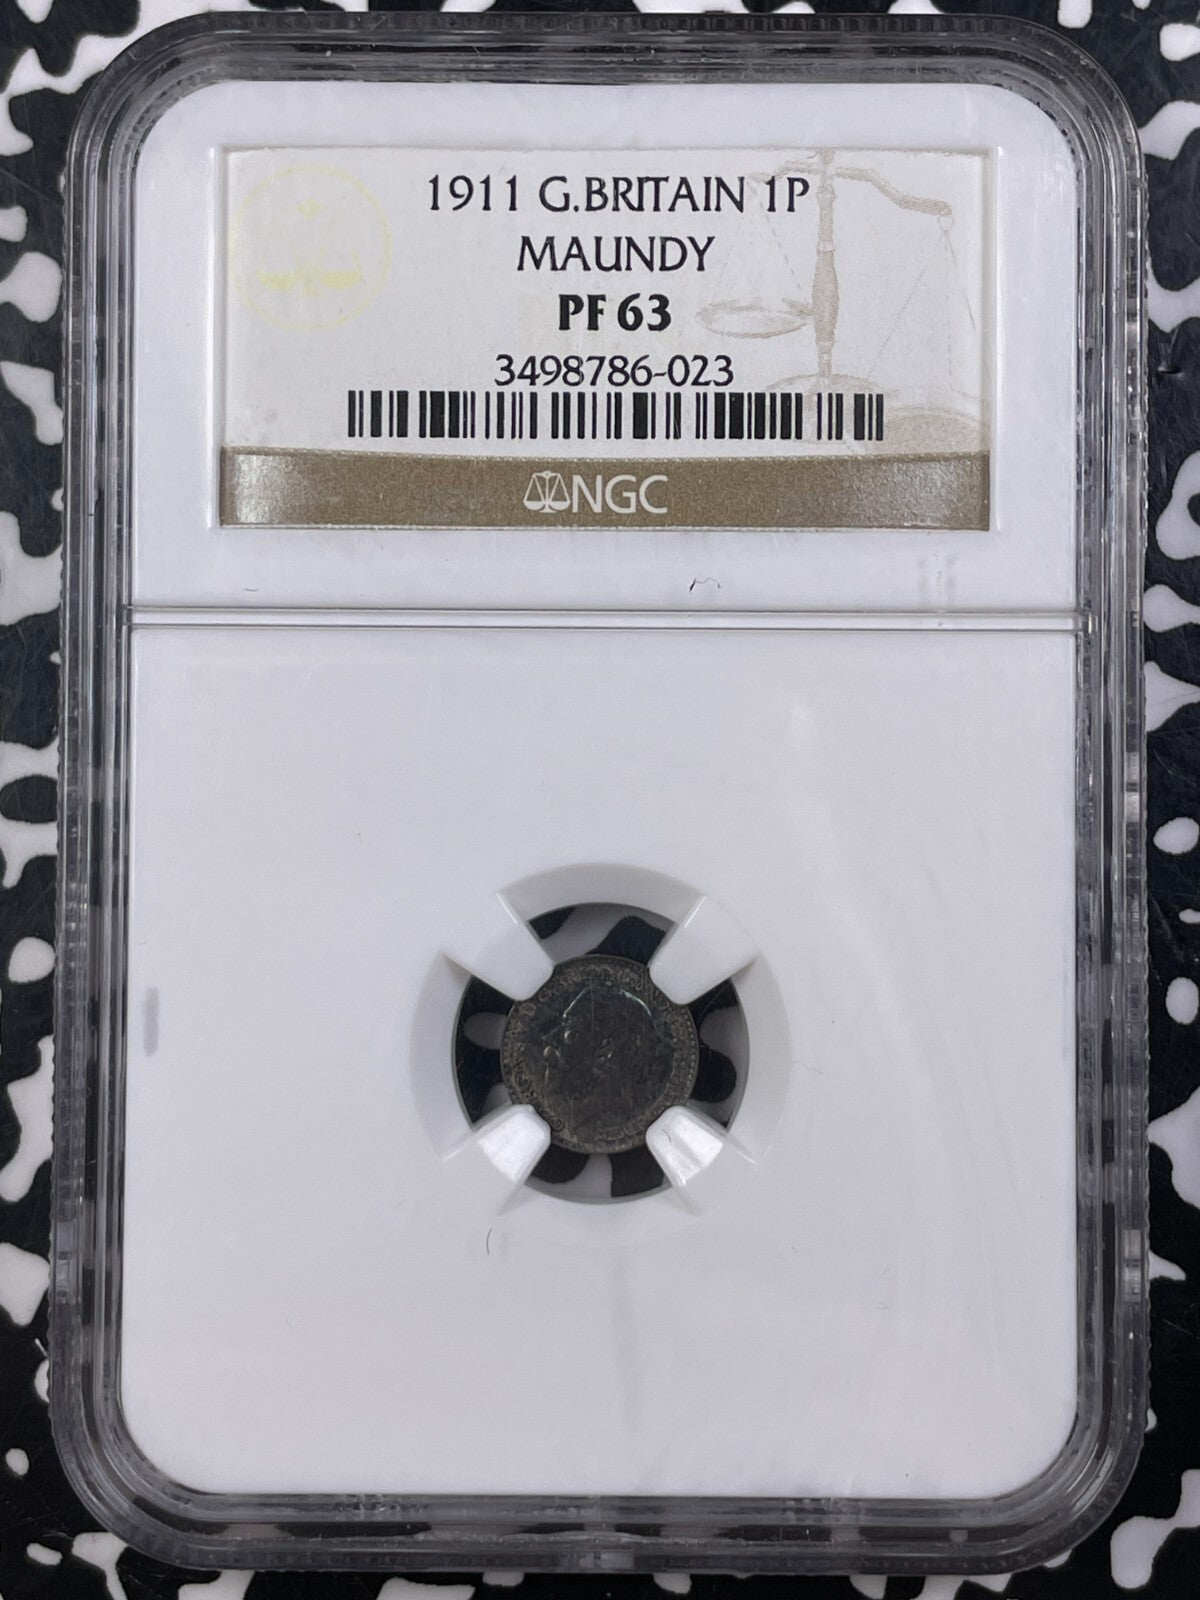 1911 G.BRITAIN 1P
MAUNDY
PF 63
3498786-023
NGC